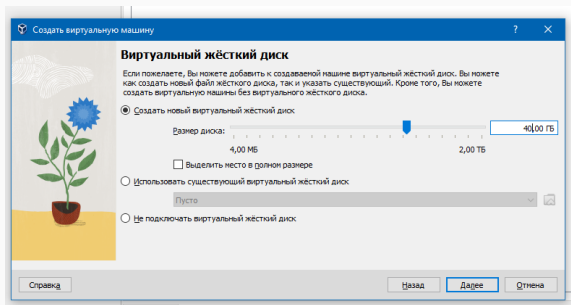 Создать виртуальную машину
Виртуальный жёсткий диск
Если пожелаете, Вы можете добавить к создаваемой машине виртуальный жёсткий диск. Вы можете
как создать новый файл жёсткого диска, так и указать существующий. Кроме того, Вы можете
создать виртуальную машину без виртуального жёсткого диска.
Создать новый виртуальный жёсткий диск
Размер диска: 40,00 ГБ
4,00 МБ 2,00 ТБ
Выделить место в полном размере
Использовать существующий виртуальный жёсткий диск
Пусто
Не подключать виртуальный жёсткий диск
Справка Назад Далее Отмена